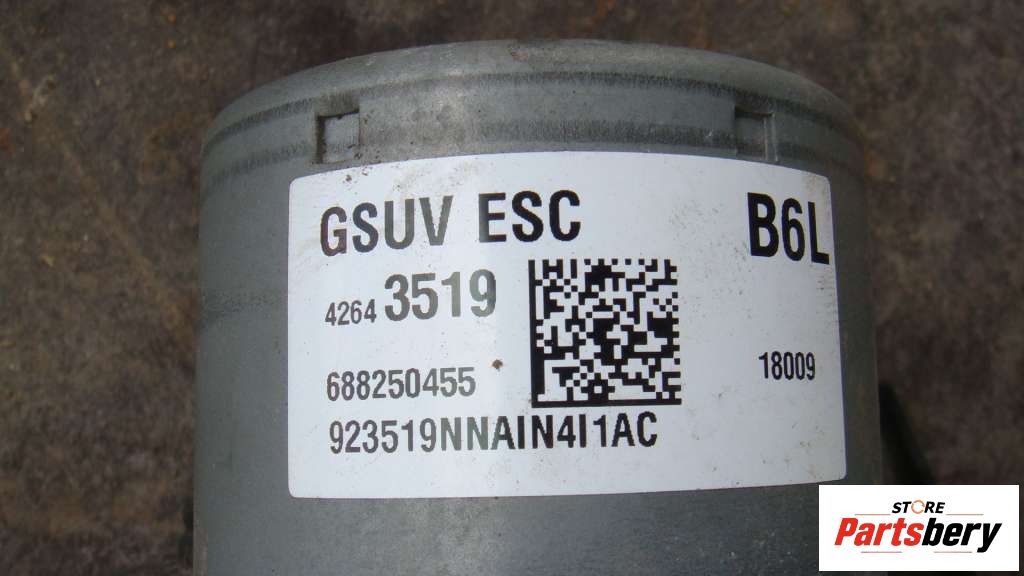 GSUV ESC B6L
4264 3519
18009
688250455
923519NNAIN4I1AC
STORE
Partsbery